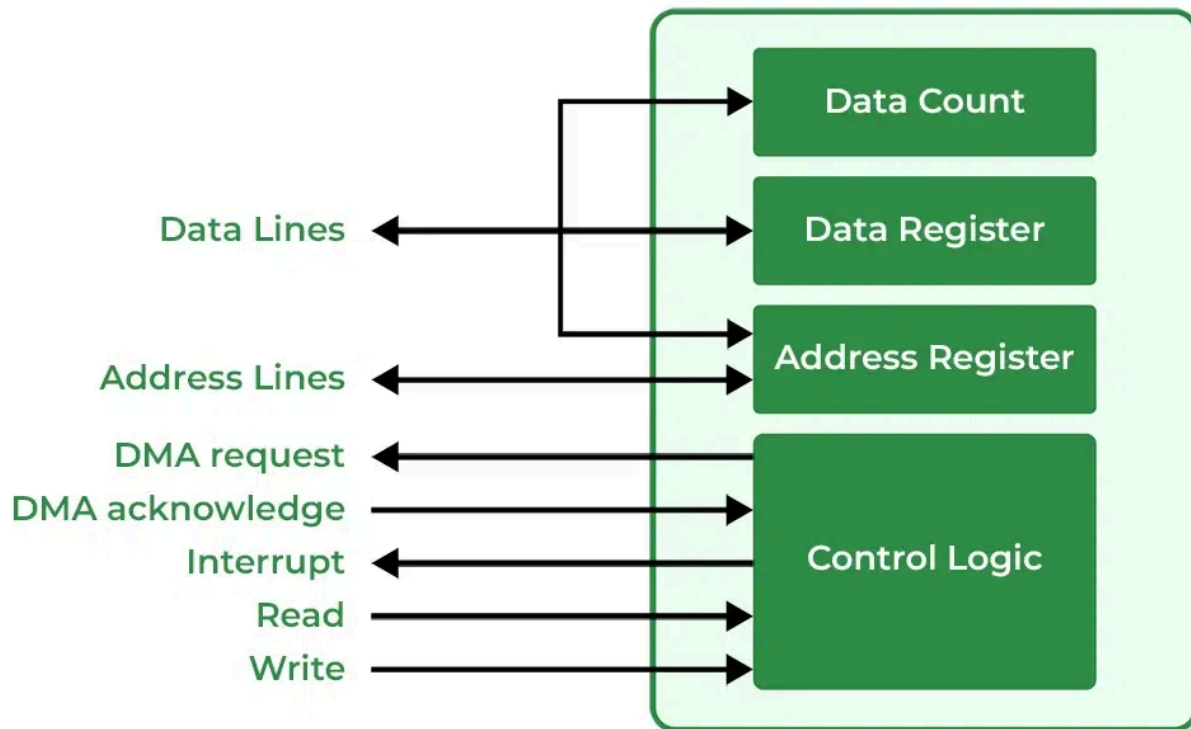 Data Count
Data Lines
Data Register
Address Register
Address Lines
DMA request
DMA acknowledge
Interrupt
Control Logic
Read
Write